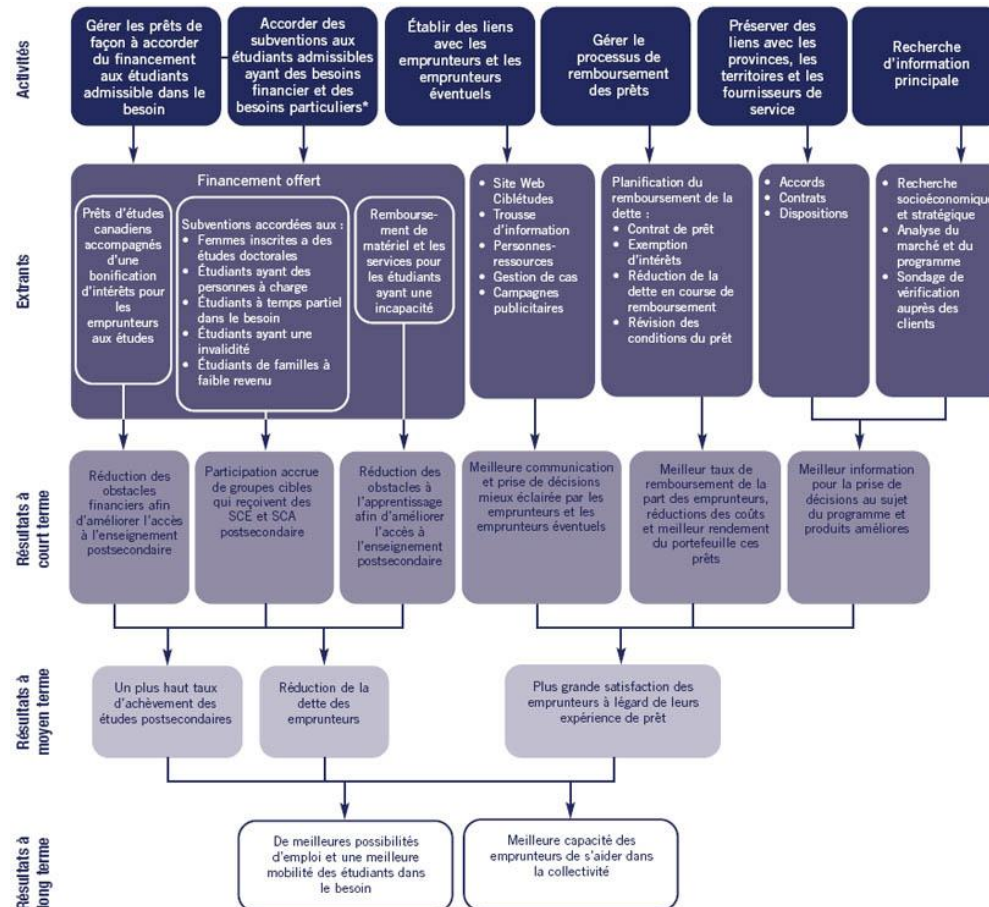 Activités
Gérer les prêts de
façon à accorder
du financement
aux étudiants
admissible dans le
besoin
Accorder des
subventions aux
étudiants admissibles
ayant des besoins
financier et des
besoins particuliers*
Établir des liens
avec les
emprunteurs et les
emprunteurs
éventuels
Gérer le
processus de
remboursement
des prêts
Préserver des
liens avec les
provinces, les
territoires et les
fournisseurs de
service
Recherche
d'information
principale
Extrants
Financement offert
Prêts d'études
canadiens
accompagnés
d'une
bonification
d'intérêts pour
les
emprunteurs
aux études
Subventions accordées aux :
• Femmes inscrites a des
études doctorales
• Étudiants ayant des
personnes à charge
• Étudiants à temps partiel
dans le besoin
• Étudiants ayant une
invalidité
• Étudiants de familles à
faible revenu
Rembourse-
ment de
matériel et les
services pour
les étudiants
ayant une
incapacité
• Site Web
Ciblétudes
• Trousse
d'information
• Personnes-
ressources
• Gestion de cas
• Campagnes
publicitaires
Planification du
remboursement de la
dette :
• Contrat de prêt
• Exemption
d'intérêts
• Réduction de la
dette en course de
remboursement
• Révision des
conditions du prêt
• Accords
• Contrats
• Dispositions
• Recherche
socioéconomique
et stratégique
• Analyse du
marché et du
programme
• Sondage de
vérification
auprès des
clients
Résultats à
court terme
Réduction des
obstacles
financiers afin
d'améliorer l'accès
à l'enseignement
postsecondaire
Participation accrue
de groupes cibles
qui reçoivent des
SCE et SCA
postsecondaire
Réduction des
obstacles à
l'apprentissage
afin d'améliorer
l'accès à
l'enseignement
postsecondaire
Meilleure communication
et prise de décisions
mieux éclairée par les
emprunteurs et les
emprunteurs éventuels
Meilleur taux de
remboursement de la
part des emprunteurs,
réductions des coûts
et meilleur rendement
du portefeuille ces
prêts
Meilleur information
pour la prise de
décisions au sujet
du programme et
produits améliores
Résultats à
moyen terme
Un plus haut taux
d'achèvement des
études postsecondaires
Réduction de la
dette des
emprunteurs
Plus grande satisfaction des
emprunteurs à légard de leurs
expérience de prêt
Résultats à
long terme
De meilleures possibilités
d'emploi et une meilleure
mobilité des étudiants dans
le besoin
Meilleure capacité des
emprunteurs de s'aider dans
la collectivité